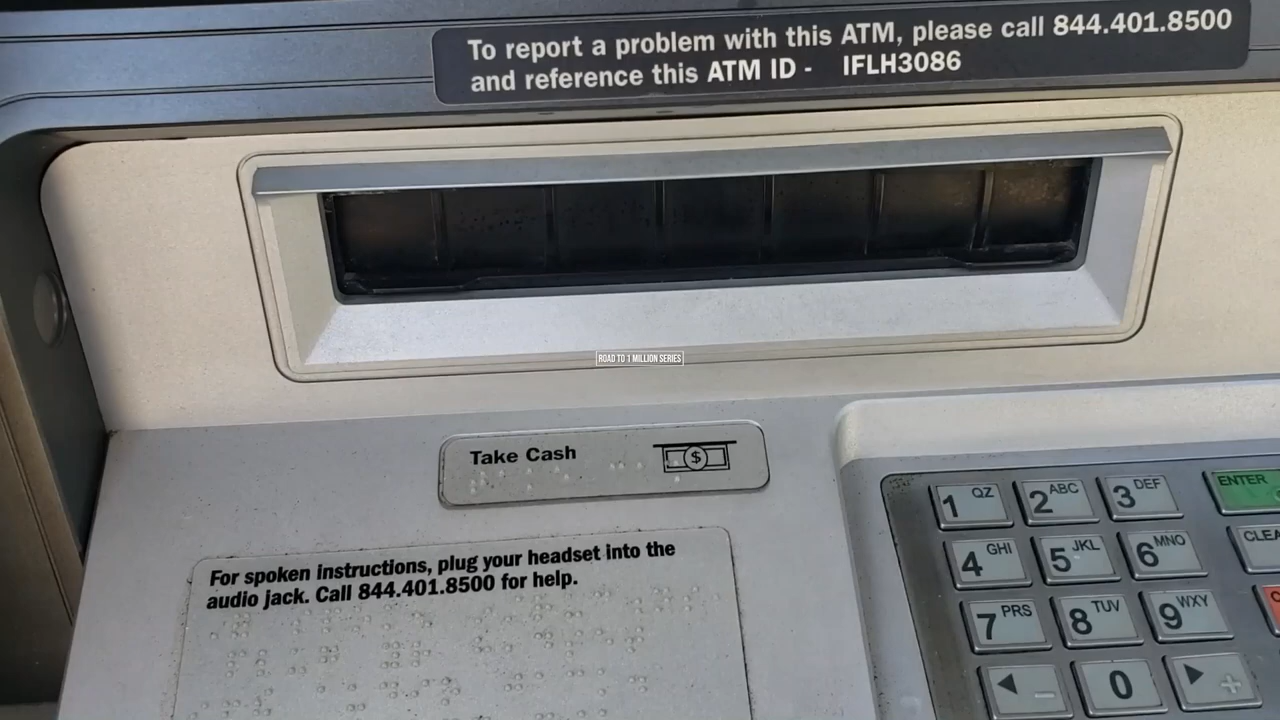 To report a problem with this ATM, please call 844.401.8500
and reference this ATM ID - IFLH3086
ROAD TO 1 MILLION SERIES
Take Cash
$
For spoken instructions, plug your headset into the
audio jack. Call 844.401.8500 for help.
1 QZ 2 ABC 3 DEF ENTER
4 GHI 5 JKL 6 MNO CLEA
7 PRS 8 TUV 9 WXY C
◀ - 0 ▶ +